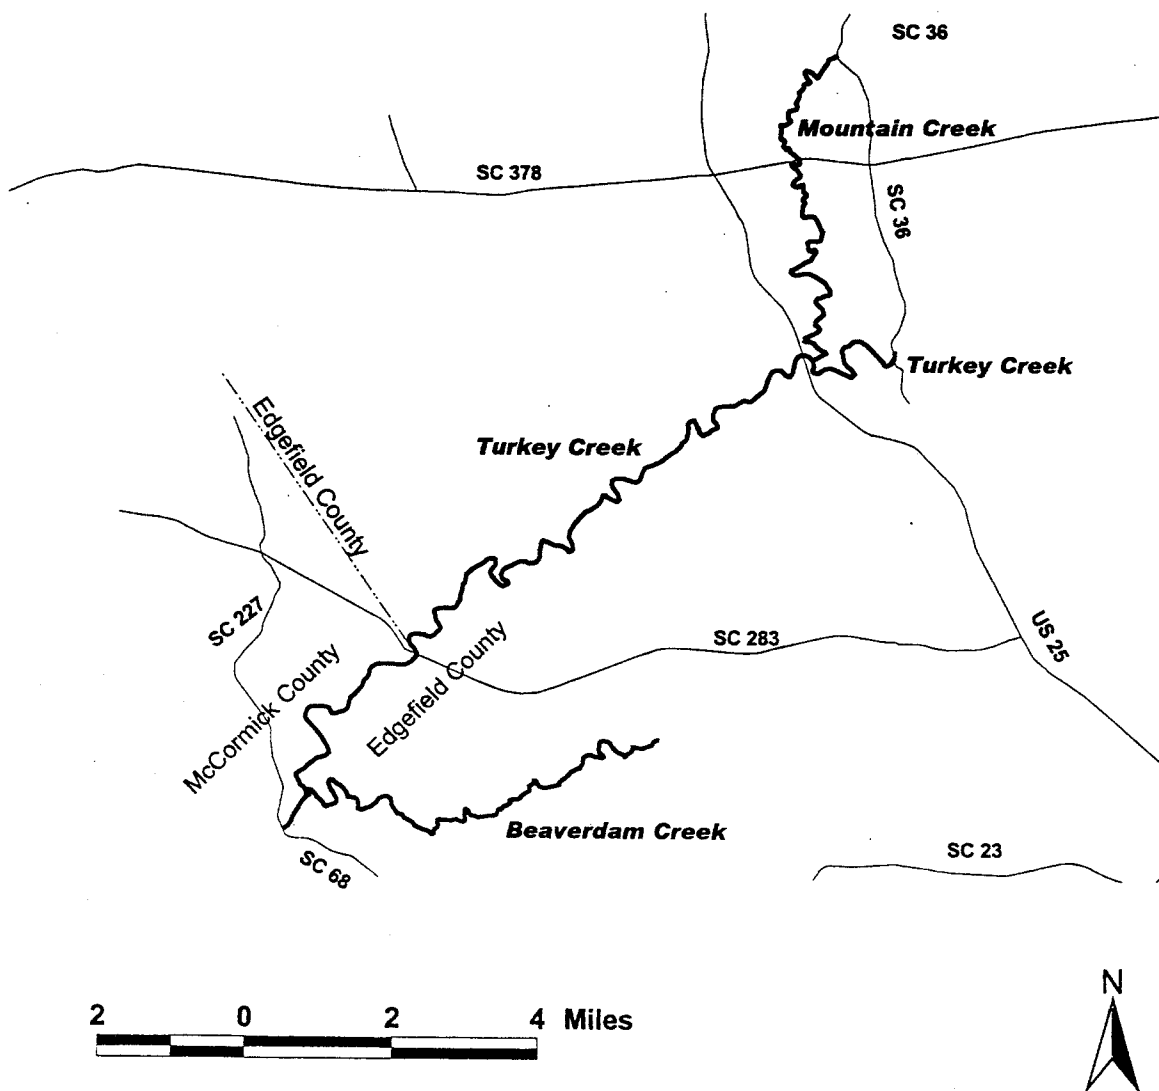 SC 36
Mountain Creek
SC 378
SC 36
Turkey Creek
Edgefield County
Turkey Creek
SC 227
McCormick County
Edgefield County
SC 283
US 25
Beaverdam Creek
SC 68
SC 23
N
2 0 2 4 Miles